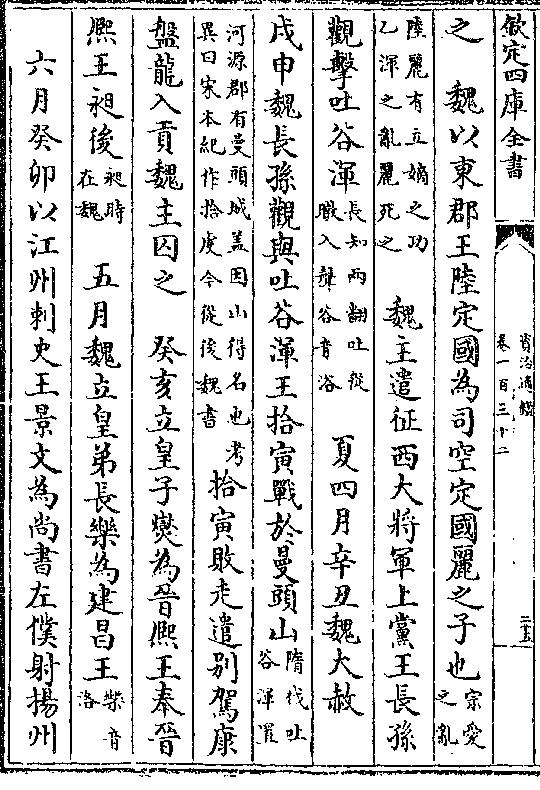 欽定四庫全書
資治通鑑
卷一百三十二
之　魏以東郡王陸定國為司空定國麗之子也宗愛之亂
陸麗有立嫡之功乙渾之亂麗死之　魏主遣征西大將軍上黨王長孫
觀擊吐谷渾長知兩翻吐從暾入聲谷音浴　夏四月辛丑魏大赦
戊申魏長孫觀與吐谷渾王拾寅戰於曼頭山隋伐吐谷渾置
河源郡有曼頭城蓋因山得名也考異曰宋本紀作拾虔今從後魏書拾寅敗走遣别駕康
盤龍入貢魏主囚之　癸亥立皇子燮為晉熙王奉晉
熙王昶後昶時在魏　五月魏立皇弟長樂為建昌王樂音洛
六月癸卯以江州刺史王景文為尚書左僕射揚州